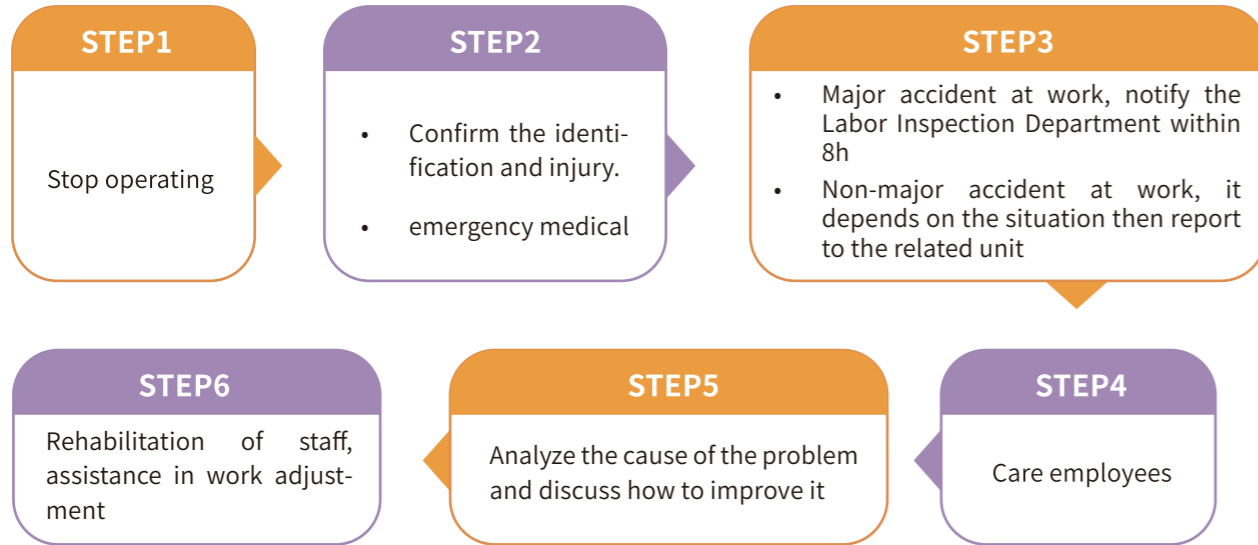 STEP1
Stop operating
STEP2
• Confirm the identi-
fication and injury.
• emergency medical
STEP3
• Major accident at work, notify the
Labor Inspection Department within
8h
• Non-major accident at work, it
depends on the situation then report
to the related unit
STEP4
Care employees
STEP5
Analyze the cause of the problem
and discuss how to improve it
STEP6
Rehabilitation of staff,
assistance in work adjust-
ment